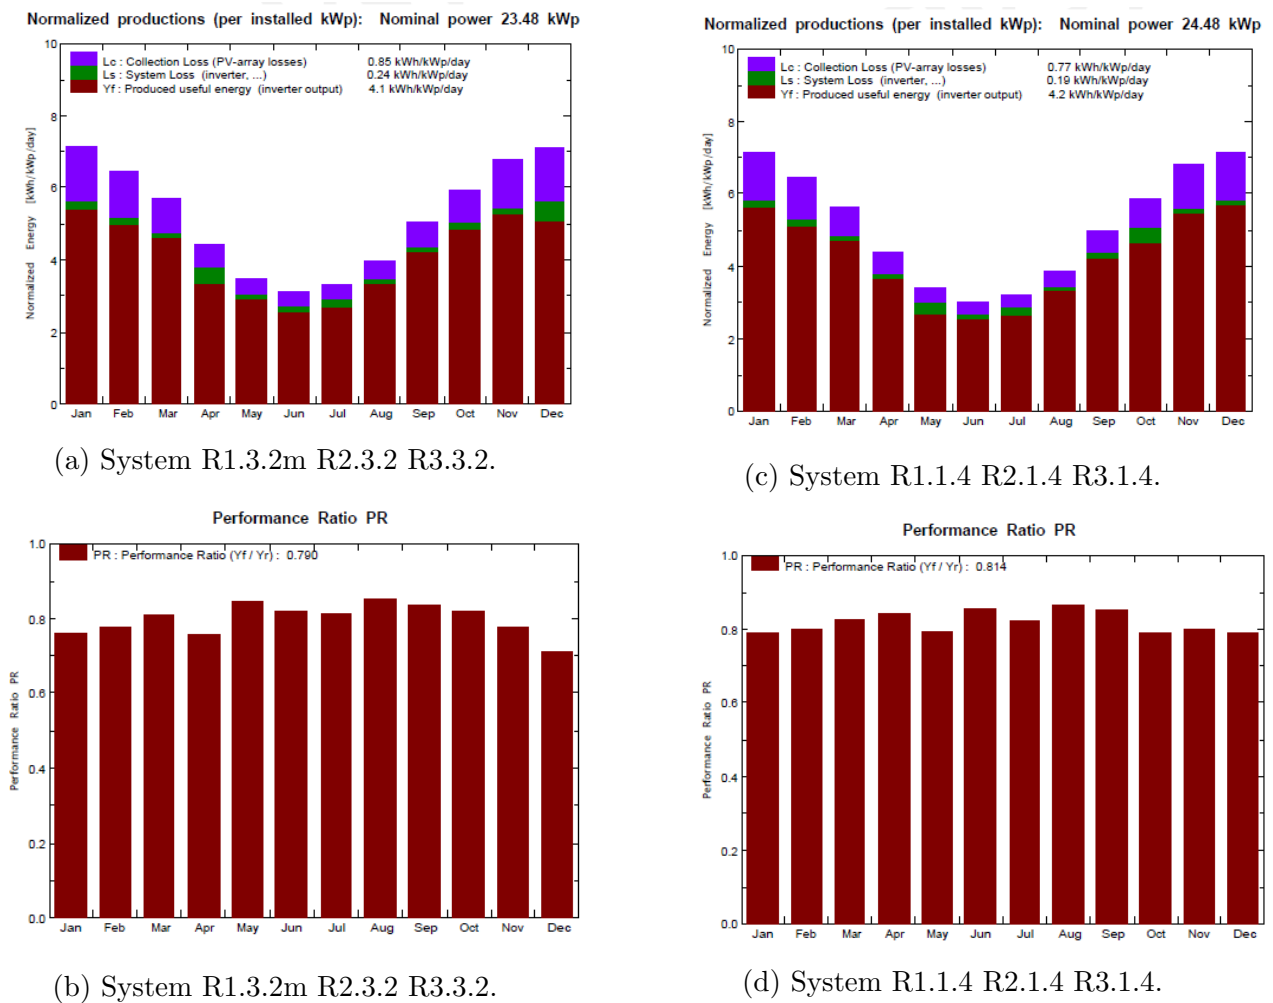 Normalized productions (per installed kWp): Nominal power 23.48 kWp
Lc : Collection Loss (PV-array losses) 0.85 kWh/kWp/day
Ls : System Loss (inverter, ...) 0.24 kWh/kWp/day
Yf : Produced useful energy (inverter output) 4.1 kWh/kWp/day
Normalized Energy [kWh/kWp/day]
10
8
6
4
2
0
Jan Feb Mar Apr May Jun Jul Aug Sep Oct Nov Dec
(a) System R1.3.2m R2.3.2 R3.3.2.
Normalized productions (per installed kWp): Nominal power 24.48 kWp
Lc : Collection Loss (PV-array losses) 0.77 kWh/kWp/day
Ls : System Loss (inverter, ...) 0.19 kWh/kWp/day
Yf : Produced useful energy (inverter output) 4.2 kWh/kWp/day
Normalized Energy [kWh/kWp/day]
10
8
6
4
2
0
Jan Feb Mar Apr May Jun Jul Aug Sep Oct Nov Dec
(c) System R1.1.4 R2.1.4 R3.1.4.
Performance Ratio PR
PR : Performance Ratio (Yf / Yr) : 0.790
Performance Ratio PR
1.0
0.8
0.6
0.4
0.2
0.0
Jan Feb Mar Apr May Jun Jul Aug Sep Oct Nov Dec
(b) System R1.3.2m R2.3.2 R3.3.2.
Performance Ratio PR
PR : Performance Ratio (Yf / Yr) : 0.814
Performance Ratio PR
1.0
0.8
0.6
0.4
0.2
0.0
Jan Feb Mar Apr May Jun Jul Aug Sep Oct Nov Dec
(d) System R1.1.4 R2.1.4 R3.1.4.